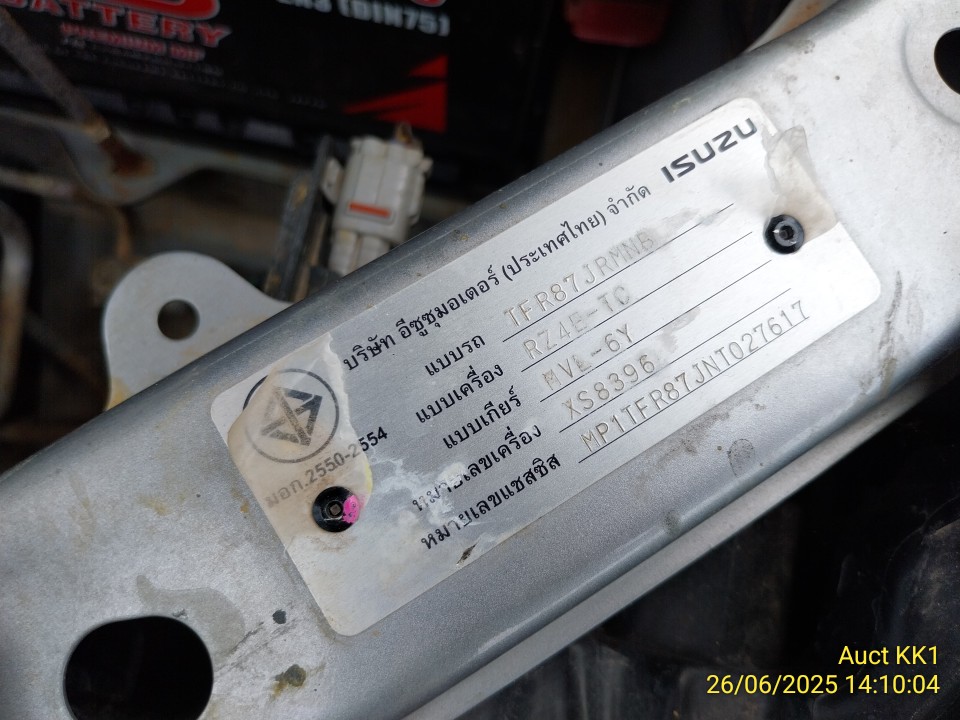 BATTERY
(DIN75)
ISUZU
บริษัท อีซูซุมอเตอร์ (ประเทศไทย) จำกัด
แบบรถ TFR87JRMNB
แบบเครื่อง RZ4E-TC
แบบเกียร์ MVL-6Y
หมายเลขเครื่อง XS8396
หมายเลขแชสซิส MP1TFR87JNT027617
มอก.2550-2554
Auct KK1
26/06/2025 14:10:04